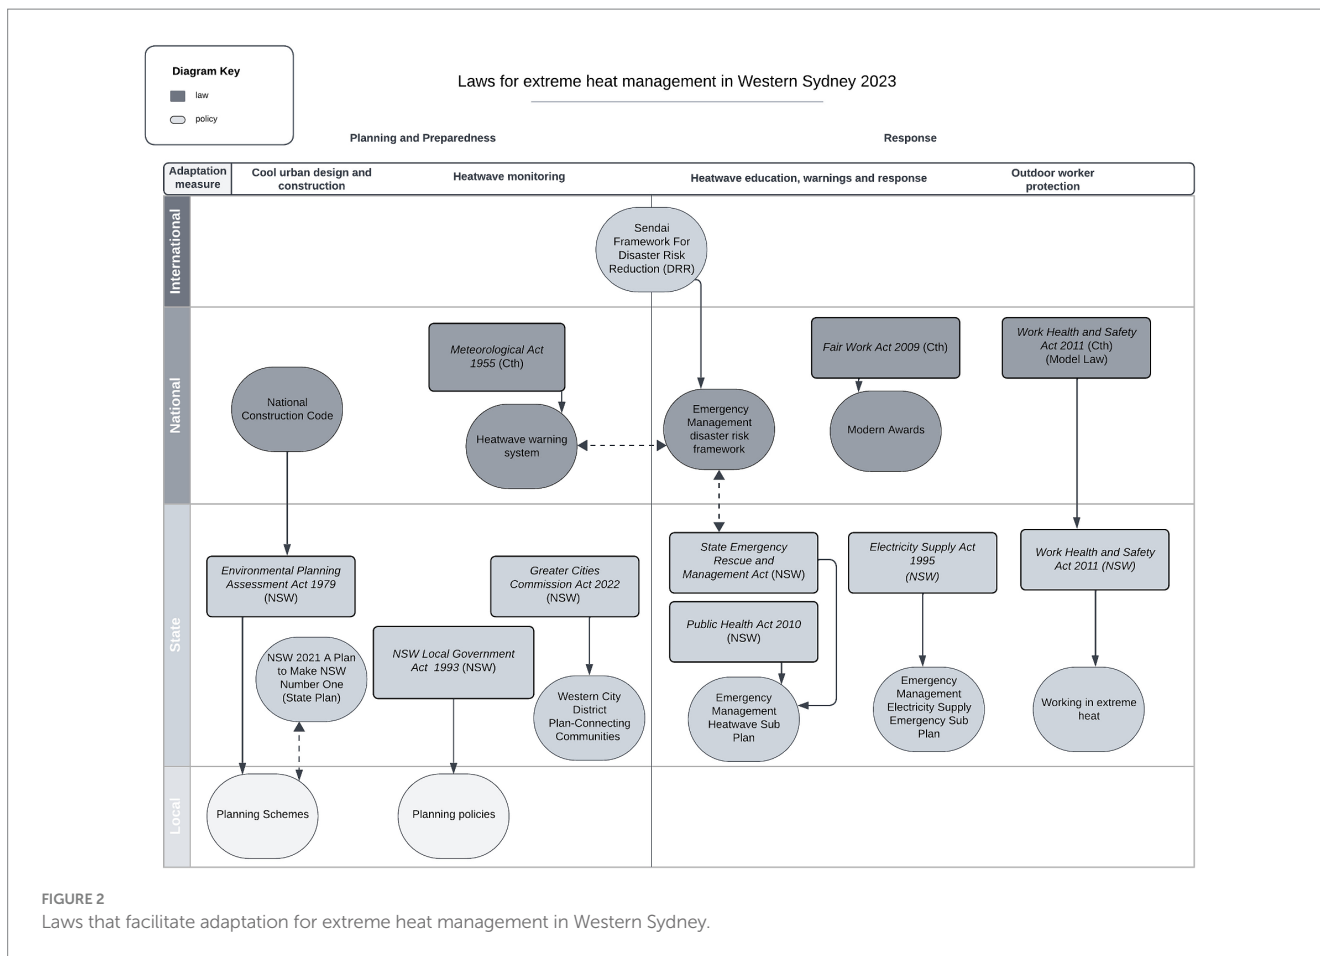 Diagram Key
law
policy
Laws for extreme heat management in Western Sydney 2023
Planning and Preparedness
Response
Adaptation
measure
Cool urban design and
construction
Heatwave monitoring
Heatwave education, warnings and response
Outdoor worker
protection
International
Sendai
Framework For
Disaster Risk
Reduction (DRR)
National
National
Construction Code
Meteorological Act
1955 (Cth)
Heatwave warning
system
Emergency
Management
disaster risk
framework
Fair Work Act 2009 (Cth)
Modern Awards
Work Health and Safety
Act 2011 (Cth)
(Model Law)
State
Environmental Planning
Assessment Act 1979
(NSW)
NSW 2021 A Plan
to Make NSW
Number One
(State Plan)
NSW Local Government
Act 1993 (NSW)
Greater Cities
Commission Act 2022
(NSW)
Western City
District
Plan-Connecting
Communities
State Emergency
Rescue and
Management Act (NSW)
Public Health Act 2010
(NSW)
Emergency
Management
Heatwave Sub
Plan
Electricity Supply Act
1995
(NSW)
Emergency
Management
Electricity Supply
Emergency Sub
Plan
Work Health and Safety
Act 2011 (NSW)
Working in extreme
heat
Local
Planning Schemes
Planning policies
FIGURE 2
Laws that facilitate adaptation for extreme heat management in Western Sydney.